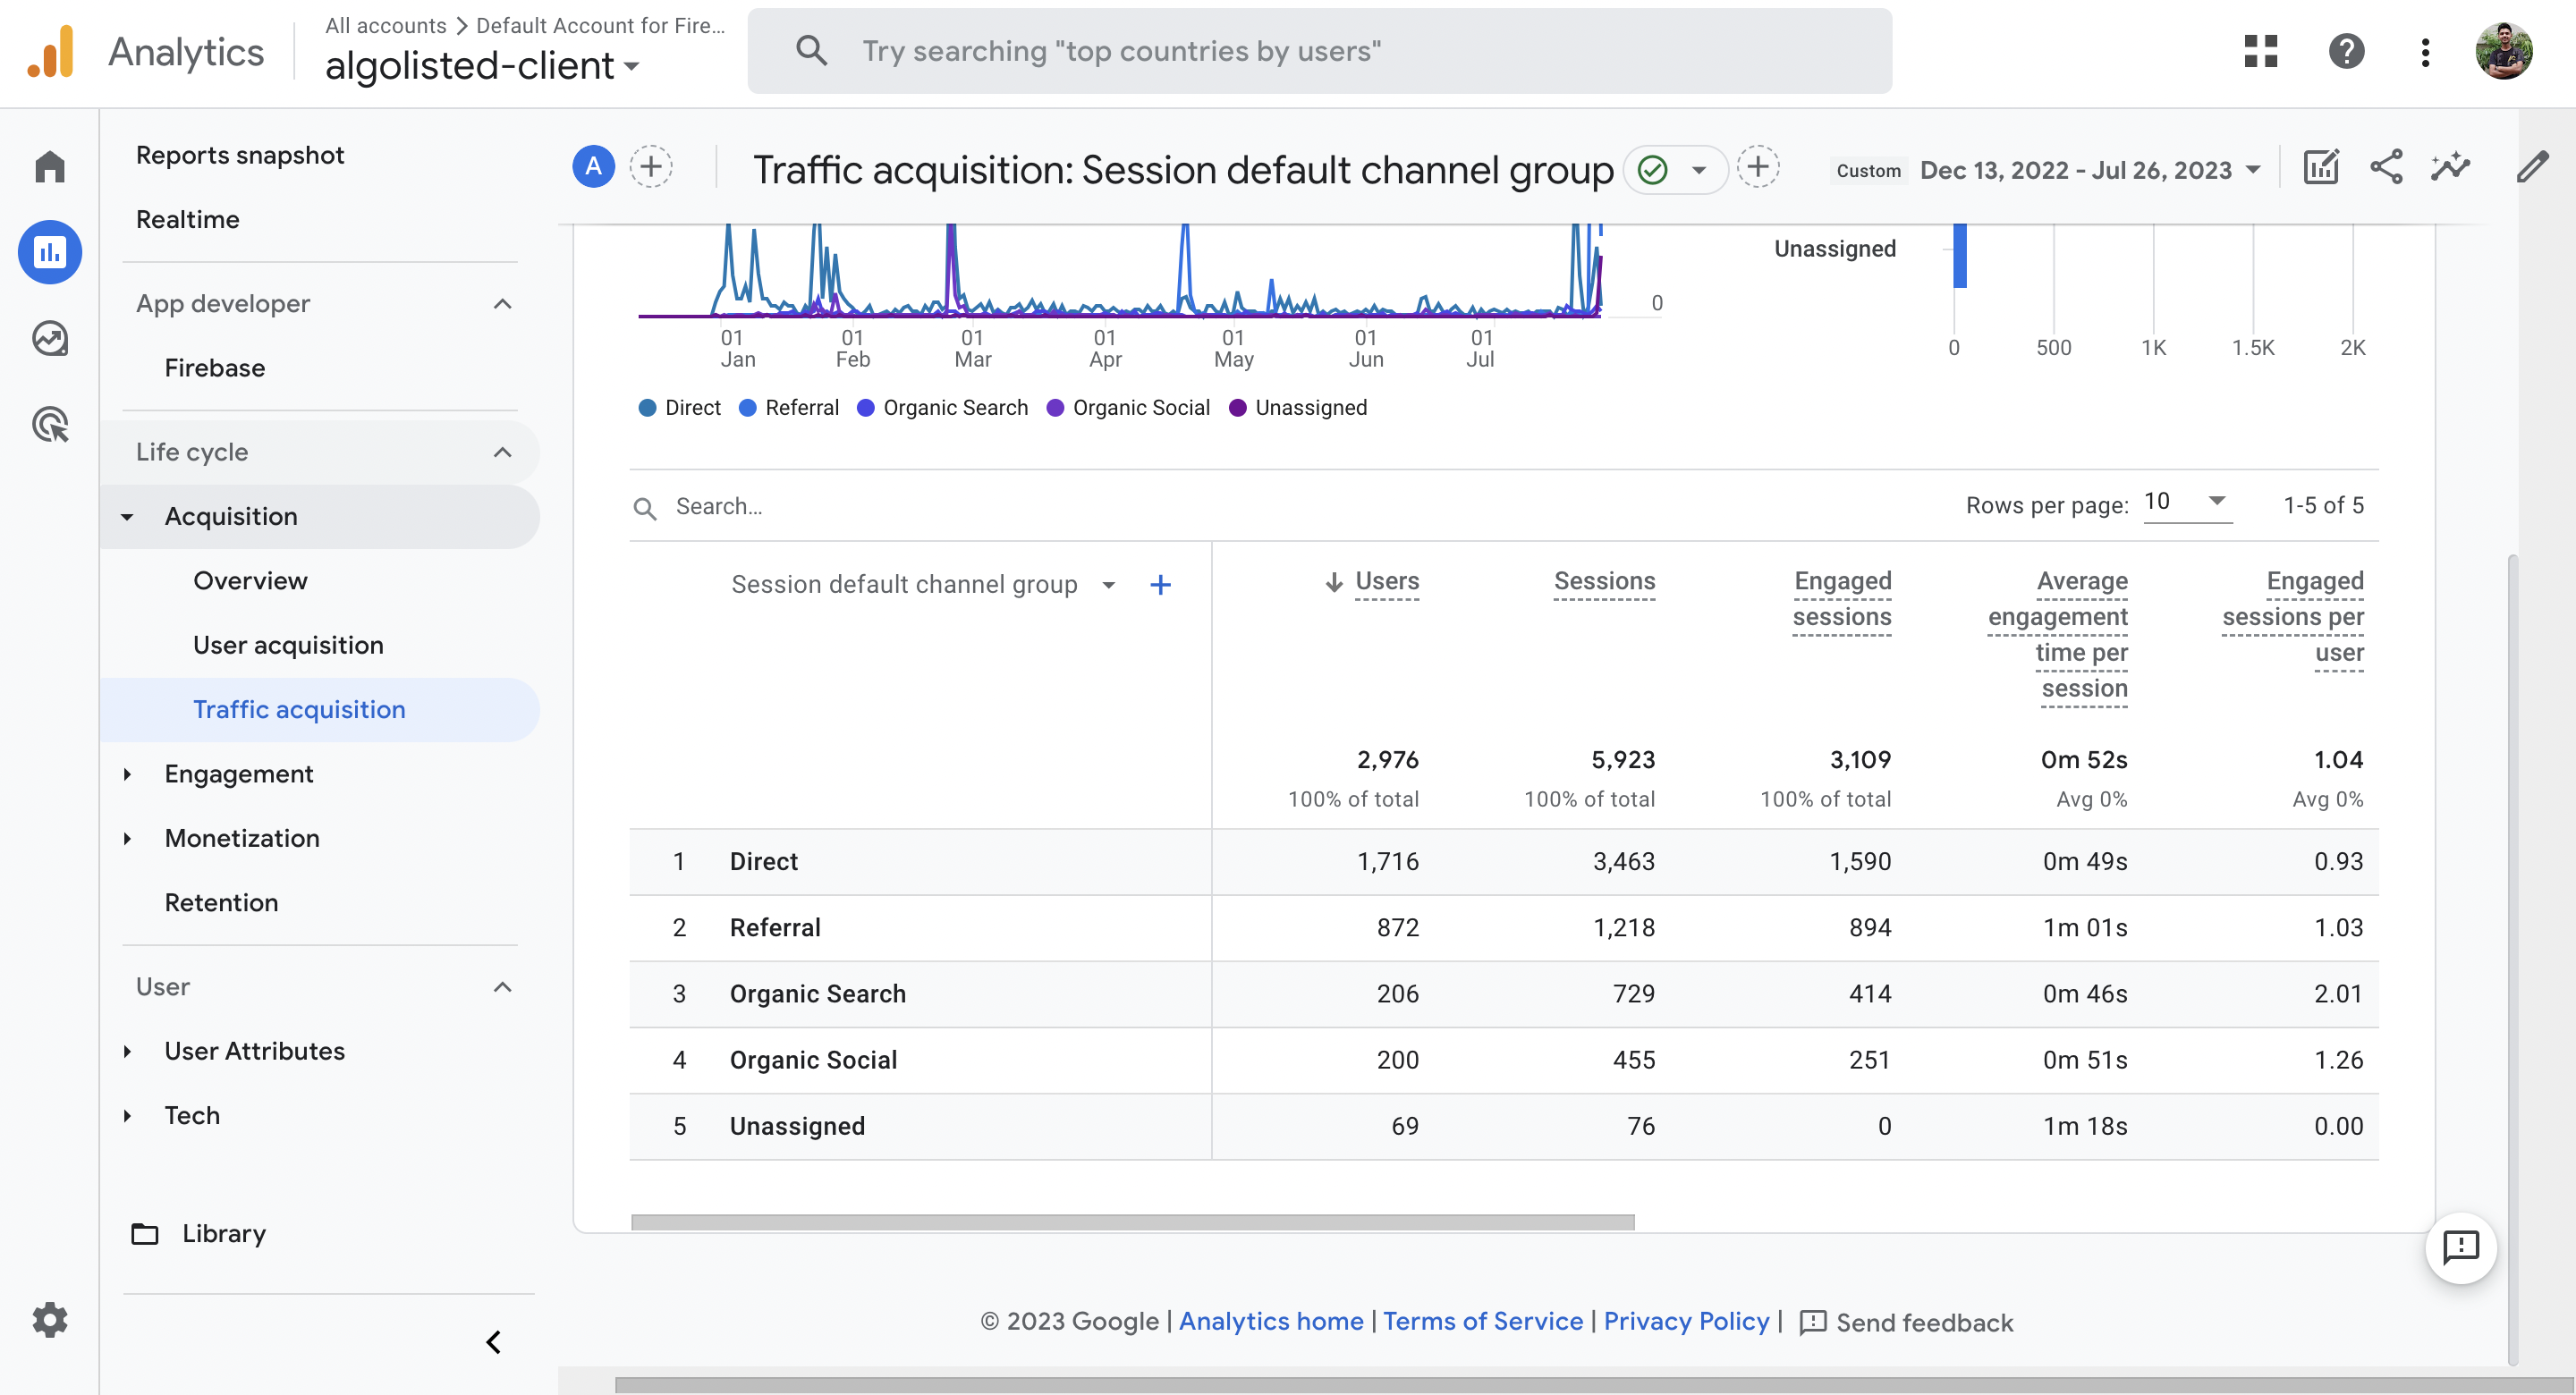 Analytics
All accounts > Default Account for Fire...
algolisted-client
Try searching "top countries by users"
Reports snapshot
Realtime
App developer
Firebase
Life cycle
Acquisition
Overview
User acquisition
Traffic acquisition
Engagement
Monetization
Retention
User
User Attributes
Tech
Library
A
Traffic acquisition: Session default channel group
Custom Dec 13, 2022 - Jul 26, 2023
0
01 Jan
01 Feb
01 Mar
01 Apr
01 May
01 Jun
01 Jul
Direct Referral Organic Search Organic Social Unassigned
Unassigned
0 500 1K 1.5K 2K
Search...
Rows per page: 10 1-5 of 5
Session default channel group
Users
Sessions
Engaged sessions
Average engagement time per session
Engaged sessions per user
2,976 5,923 3,109 0m 52s 1.04
100% of total 100% of total 100% of total Avg 0% Avg 0%
1 Direct 1,716 3,463 1,590 0m 49s 0.93
2 Referral 872 1,218 894 1m 01s 1.03
3 Organic Search 206 729 414 0m 46s 2.01
4 Organic Social 200 455 251 0m 51s 1.26
5 Unassigned 69 76 0 1m 18s 0.00
© 2023 Google | Analytics home | Terms of Service | Privacy Policy | Send feedback